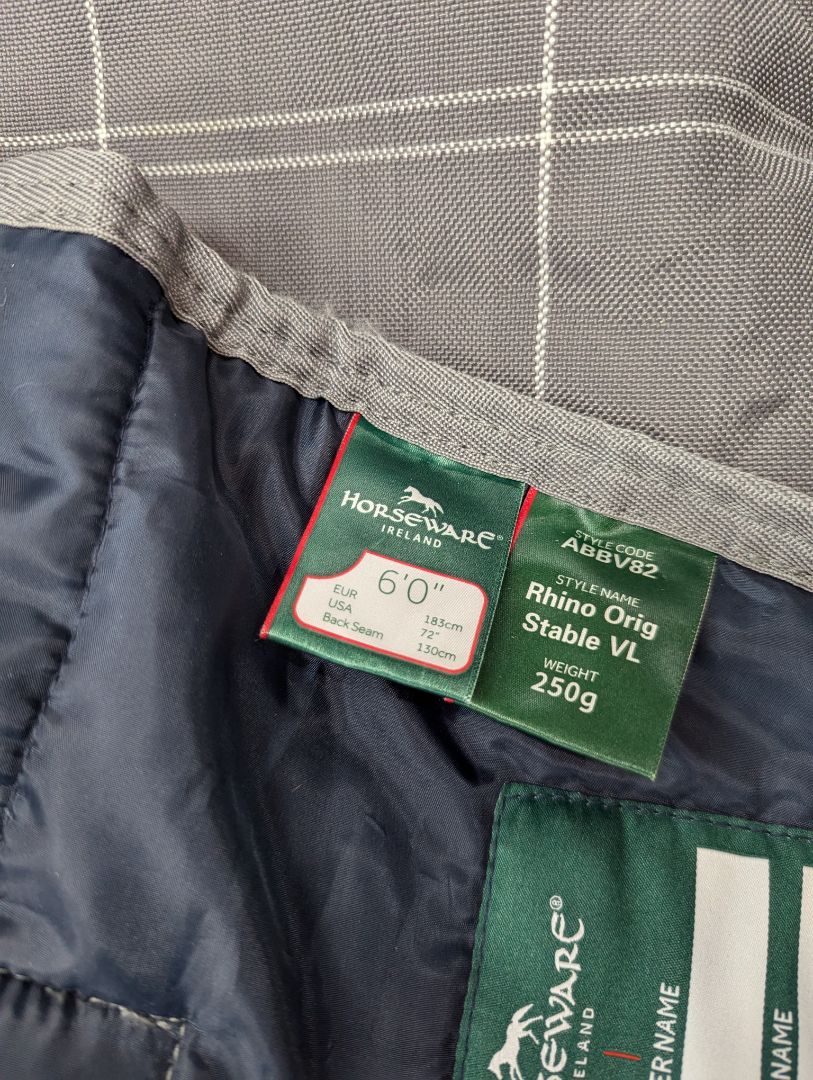 HORSEWARE®
IRELAND
6'0"
EUR 183cm
USA 72"
Back Seam 130cm
STYLE CODE
ABBV82
STYLE NAME
Rhino Orig
Stable VL
WEIGHT
250g
HORSEWARE®
IRELAND
NAME
NAME